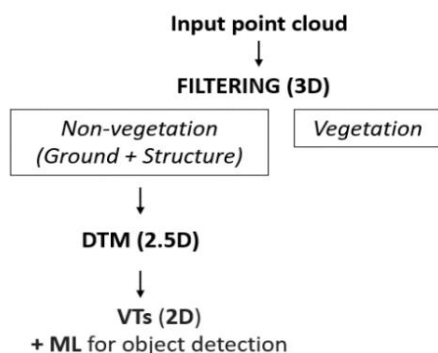 Input point cloud
FILTERING (3D)
Non-vegetation
(Ground + Structure)
Vegetation
DTM (2.5D)
VTs (2D)
+ ML for object detection